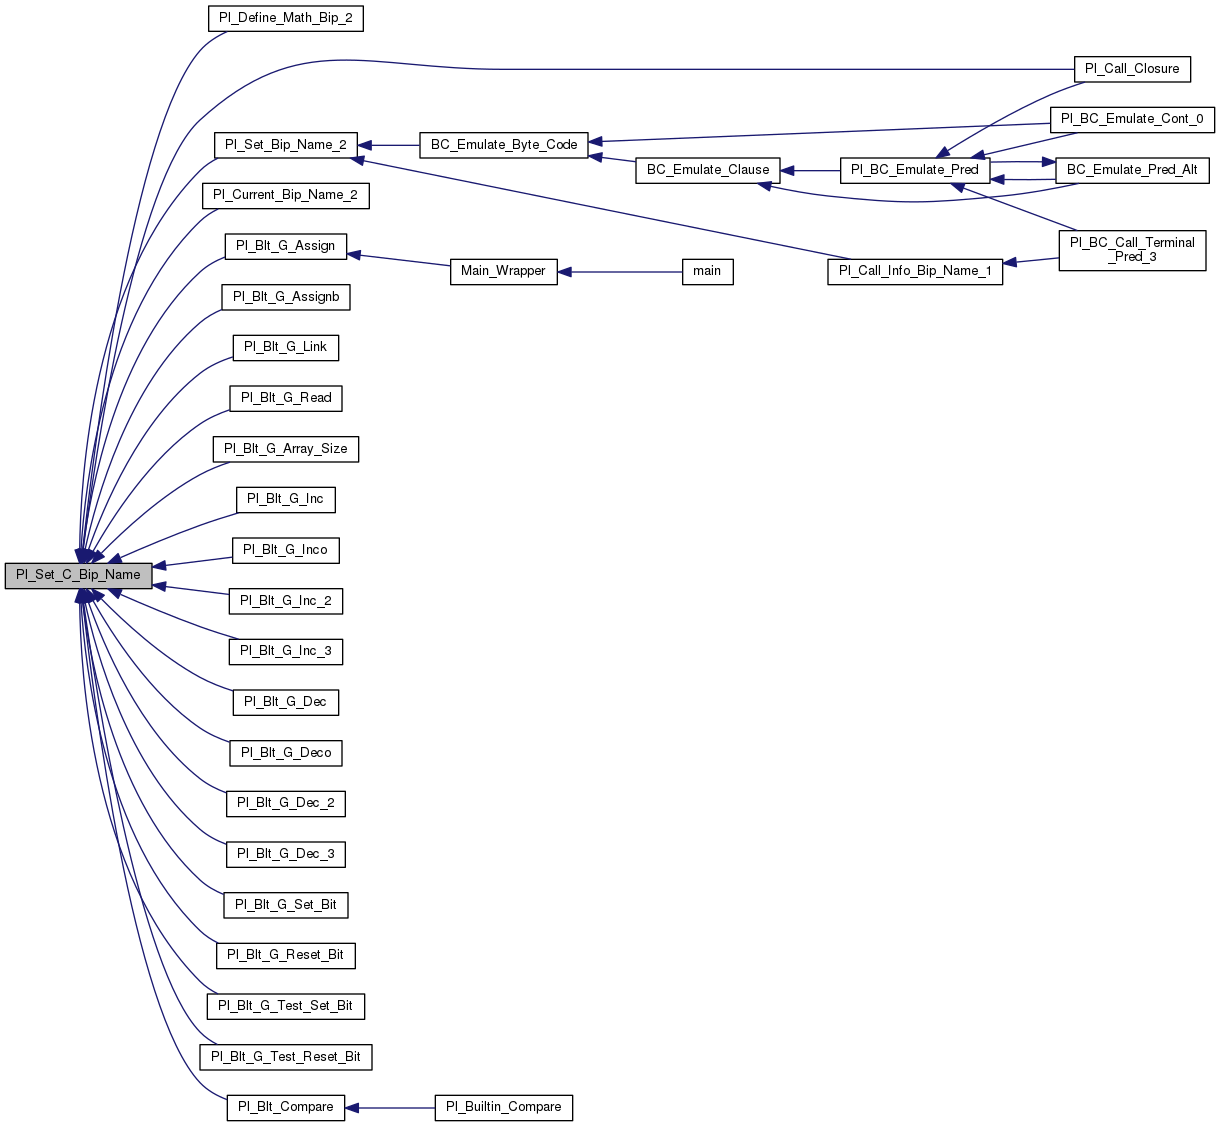 Pl_Define_Math_Bip_2
Pl_Call_Closure
Pl_BC_Emulate_Cont_0
Pl_Set_Bip_Name_2
BC_Emulate_Byte_Code
BC_Emulate_Clause
Pl_BC_Emulate_Pred
BC_Emulate_Pred_Alt
Pl_Current_Bip_Name_2
Pl_Blt_G_Assign
Pl_BC_Call_Terminal
_Pred_3
Main_Wrapper
main
Pl_Call_Info_Bip_Name_1
Pl_Blt_G_Assignb
Pl_Blt_G_Link
Pl_Blt_G_Read
Pl_Blt_G_Array_Size
Pl_Blt_G_Inc
Pl_Blt_G_Inco
Pl_Set_C_Bip_Name
Pl_Blt_G_Inc_2
Pl_Blt_G_Inc_3
Pl_Blt_G_Dec
Pl_Blt_G_Deco
Pl_Blt_G_Dec_2
Pl_Blt_G_Dec_3
Pl_Blt_G_Set_Bit
Pl_Blt_G_Reset_Bit
Pl_Blt_G_Test_Set_Bit
Pl_Blt_G_Test_Reset_Bit
Pl_Blt_Compare
Pl_Builtin_Compare